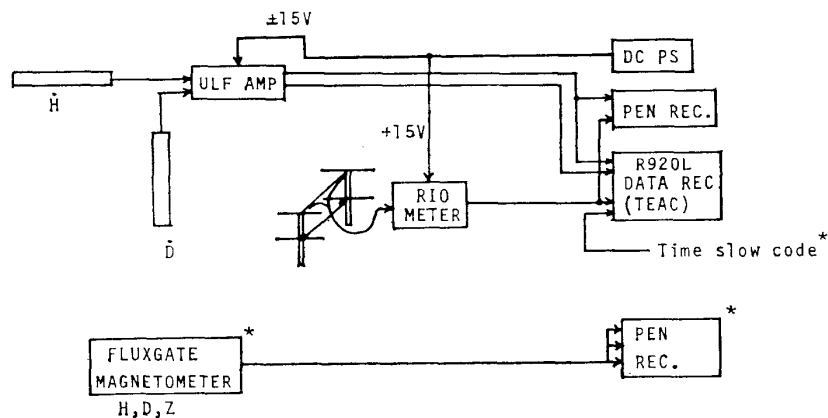 ±15V
DC PS
ULF AMP
Ḣ
PEN REC.
+15V
R920L
DATA REC.
(TEAC)
RIO
METER
Ḋ
Time slow code*
*
FLUXGATE
MAGNETOMETER
H,D,Z
*
PEN
REC.